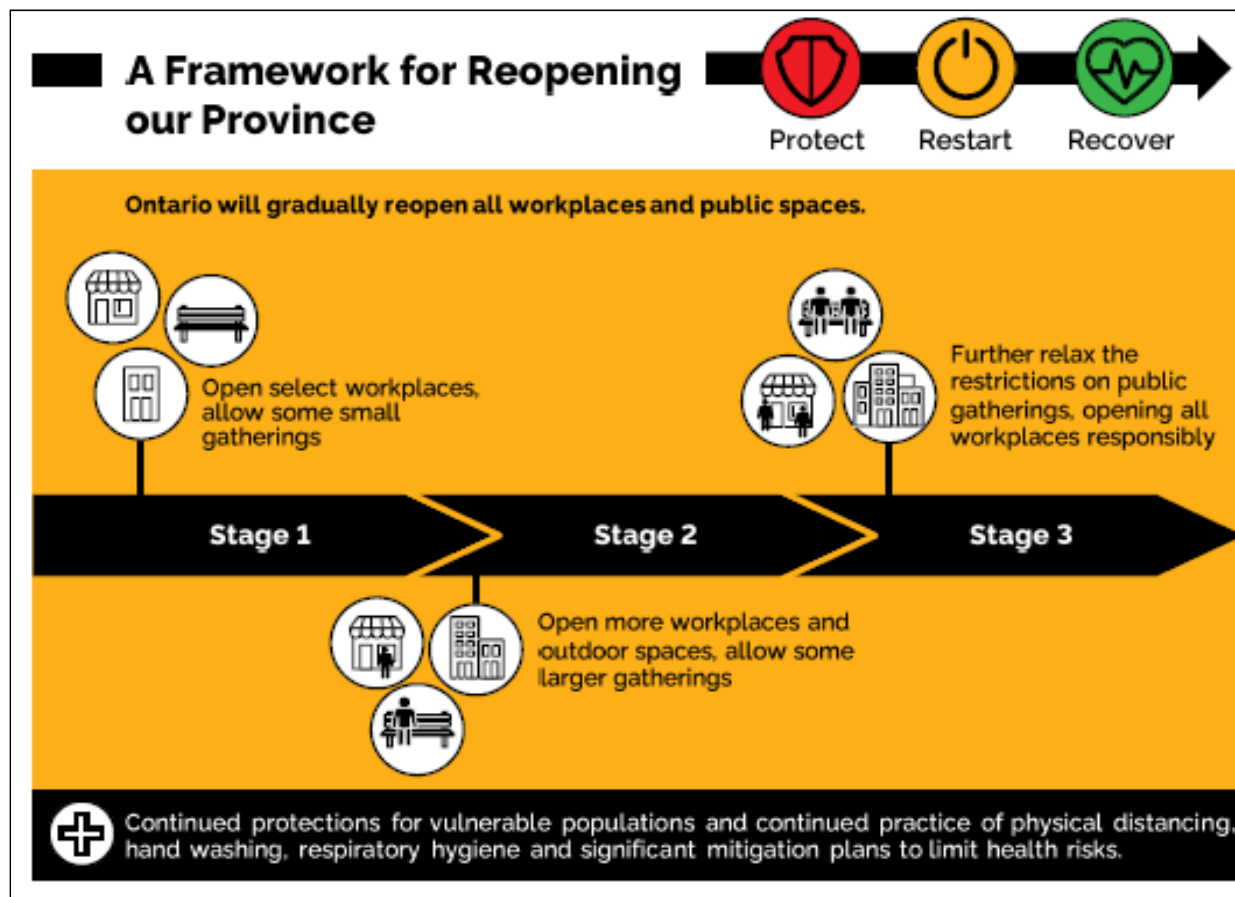 A Framework for Reopening
our Province
Protect
Restart
Recover
Ontario will gradually reopen all workplaces and public spaces.
Open select workplaces,
allow some small
gatherings
Further relax the
restrictions on public
gatherings, opening all
workplaces responsibly
Stage 1
Stage 2
Stage 3
Open more workplaces and
outdoor spaces, allow some
larger gatherings
Continued protections for vulnerable populations and continued practice of physical distancing,
hand washing, respiratory hygiene and significant mitigation plans to limit health risks.